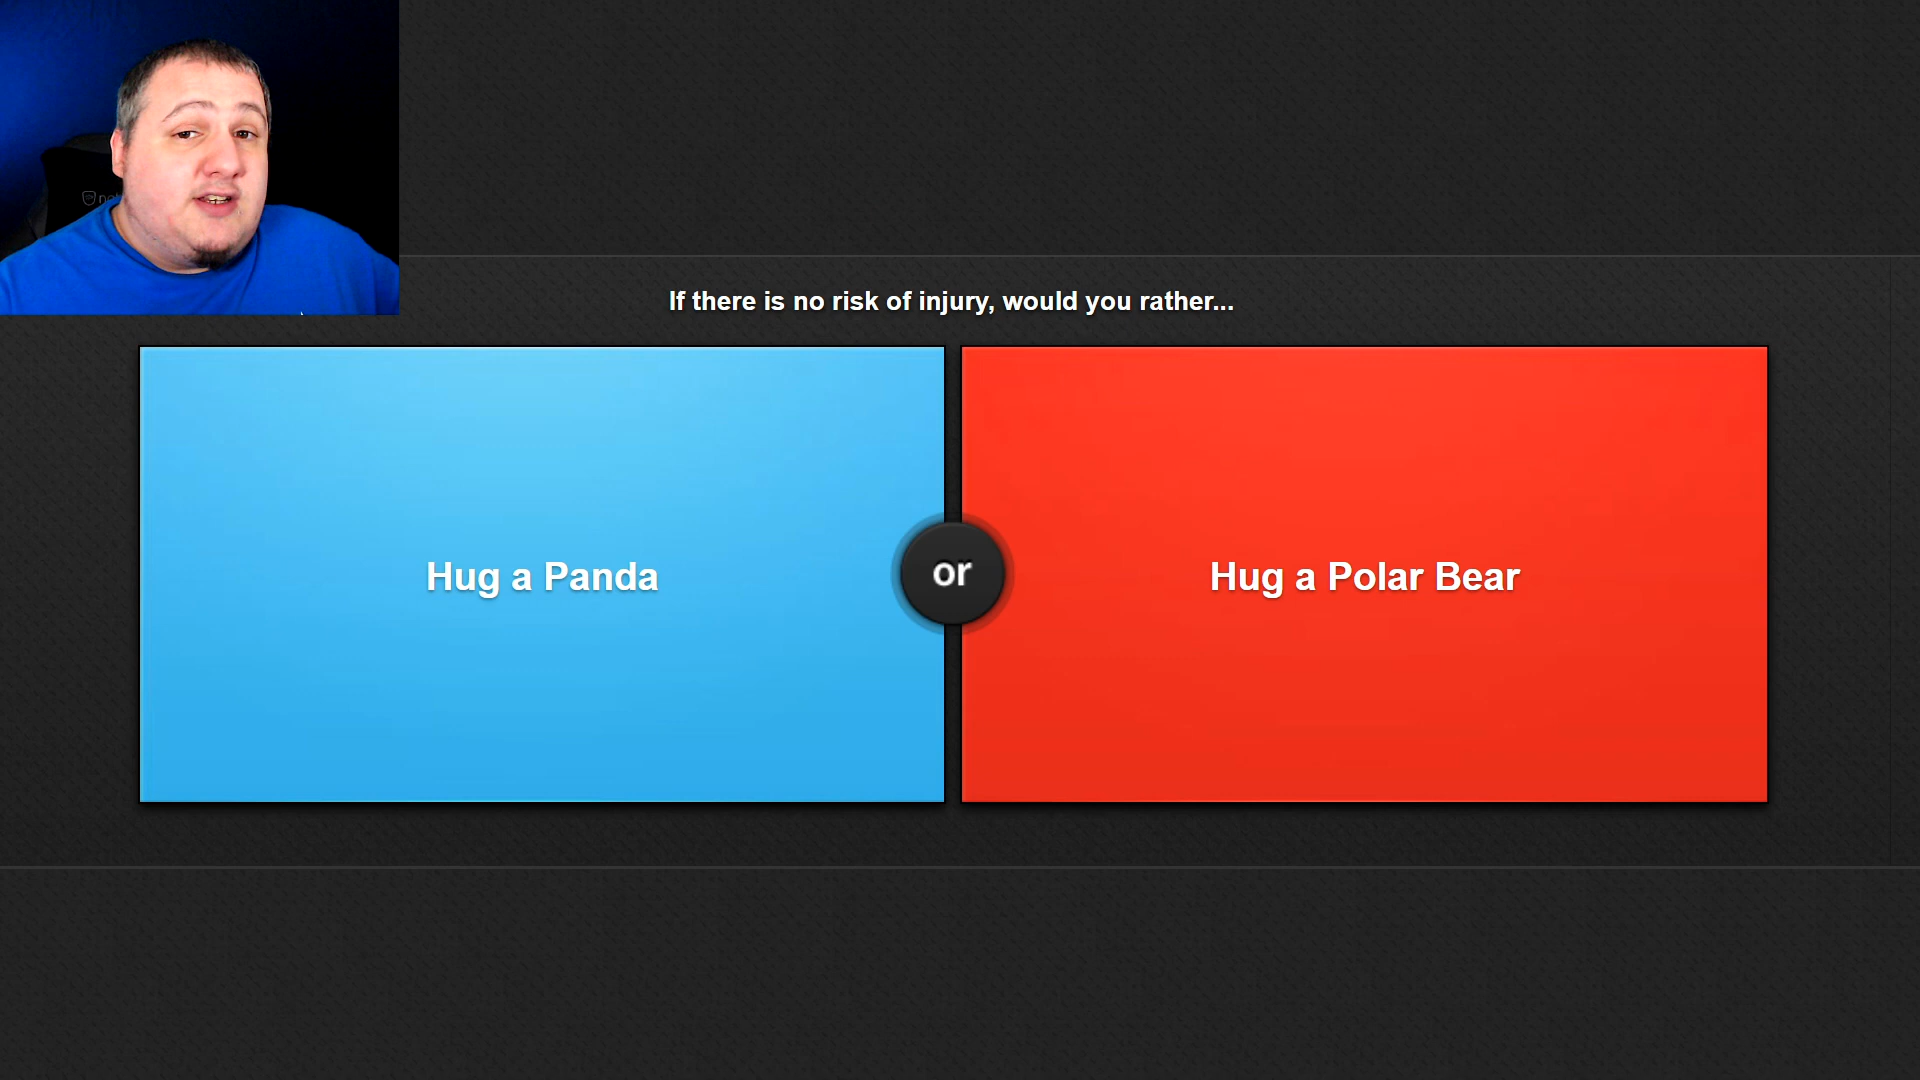 If there is no risk of injury, would you rather...
Hug a Panda
or
Hug a Polar Bear